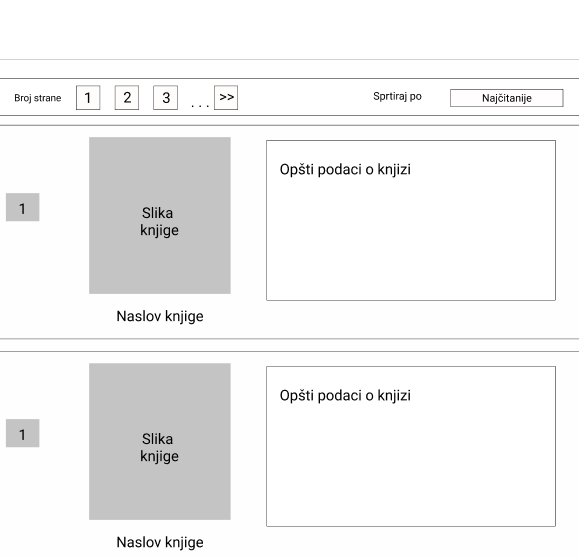 Broj strane 1 2 3 ... >> Sprtiraj po Najčitanije
Opšti podaci o knjizi
1
Slika
knjige
Naslov knjige
Opšti podaci o knjizi
1
Slika
knjige
Naslov knjige